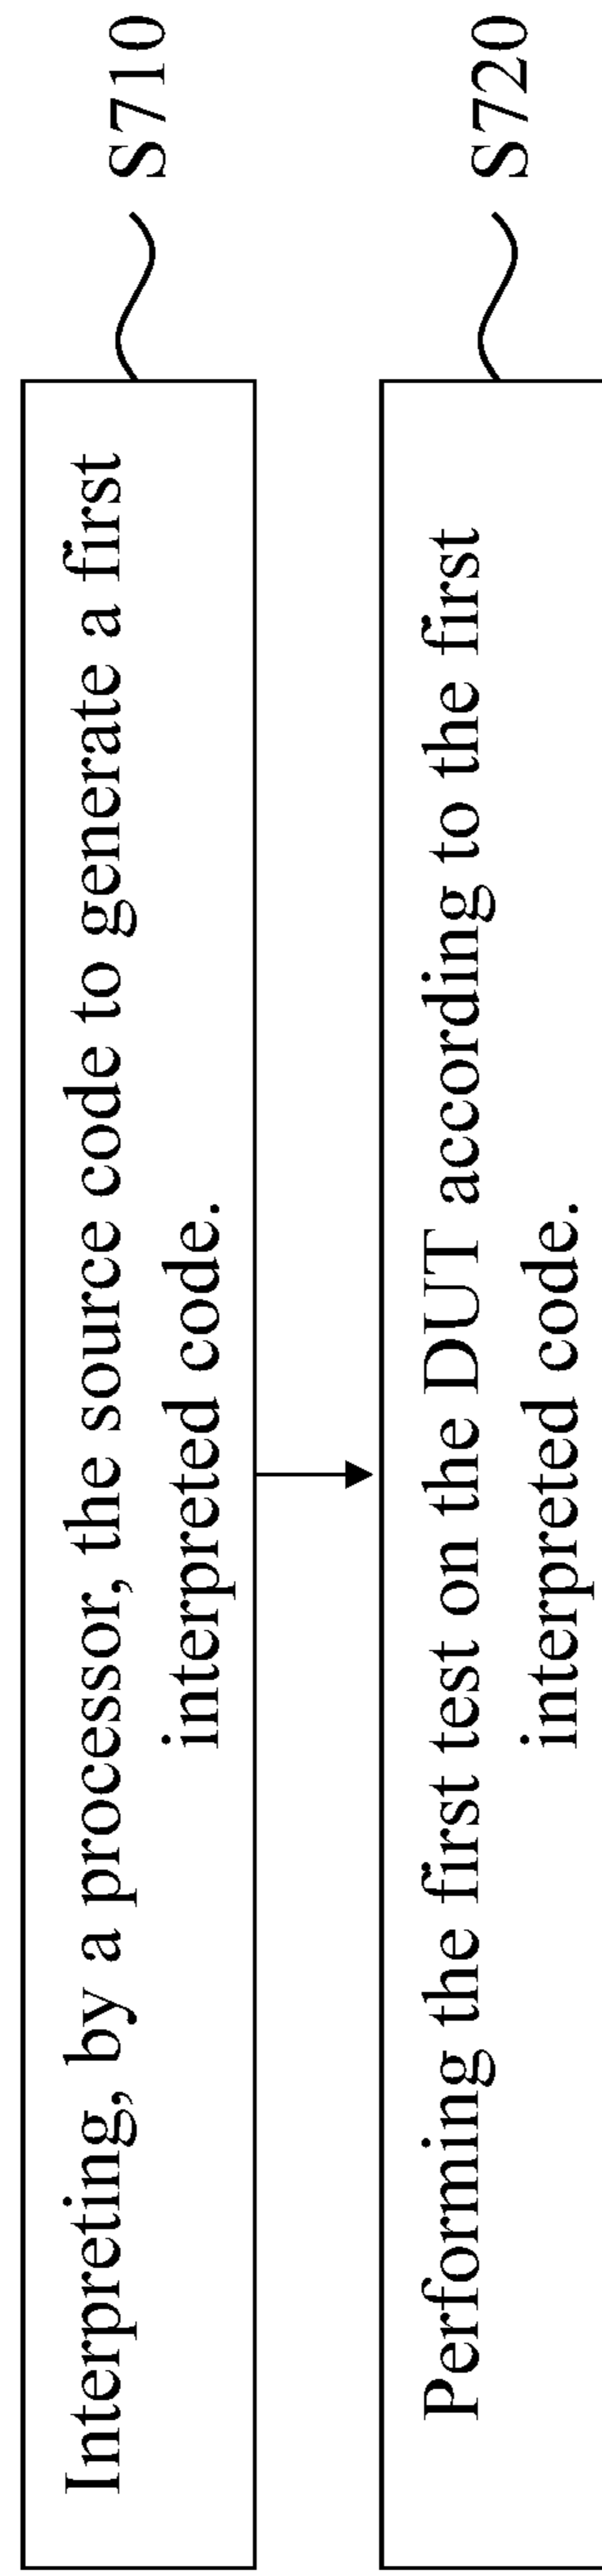 Interpreting, by a processor, the source code to generate a first
interpreted code.
S710
Performing the first test on the DUT according to the first
interpreted code.
S720